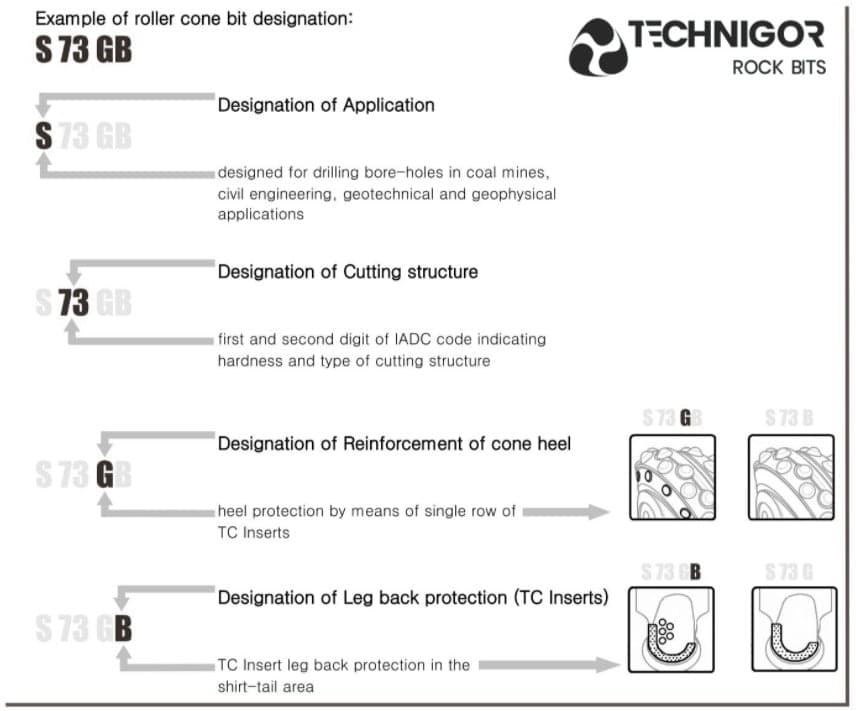 Example of roller cone bit designation:
S 73 GB
TECHNIGOR
ROCK BITS
Designation of Application
S 73 GB
designed for drilling bore-holes in coal mines,
civil engineering, geotechnical and geophysical
applications
Designation of Cutting structure
S 73 GB
first and second digit of IADC code indicating
hardness and type of cutting structure
S 73 GB
S 73 B
Designation of Reinforcement of cone heel
S 73 GB
heel protection by means of single row of
TC Inserts
S 73 GB
S 73 G
Designation of Leg back protection (TC Inserts)
S 73 GB
TC Insert leg back protection in the
shirt-tail area